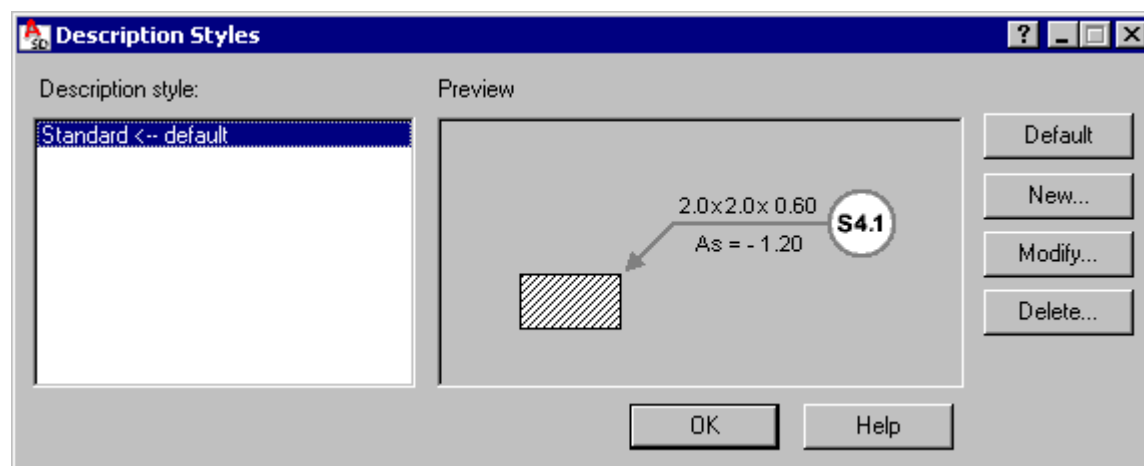 A SD Description Styles ?
Description style:
Preview
Standard <-- default
2.0x2.0x 0.60
S4.1
As = - 1.20
Default
New...
Modify...
Delete...
OK
Help